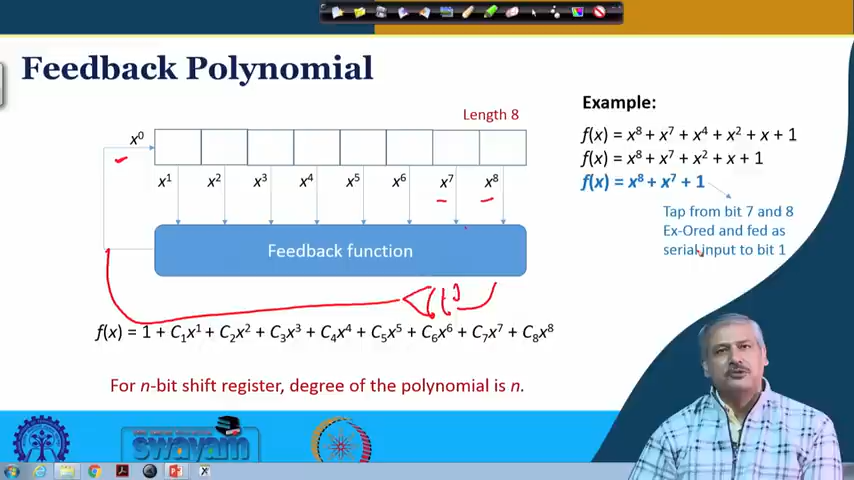 Feedback Polynomial
Length 8
x⁰
x¹ x² x³ x⁴ x⁵ x⁶ x⁷ x⁸
Feedback function
f(x) = 1 + C₁x¹ + C₂x² + C₃x³ + C₄x⁴ + C₅x⁵ + C₆x⁶ + C₇x⁷ + C₈x⁸
For n-bit shift register, degree of the polynomial is n.
Example:
f(x) = x⁸ + x⁷ + x⁴ + x² + x + 1
f(x) = x⁸ + x⁷ + x² + x + 1
f(x) = x⁸ + x⁷ + 1
Tap from bit 7 and 8
Ex-Ored and fed as
serial input to bit 1
swayam